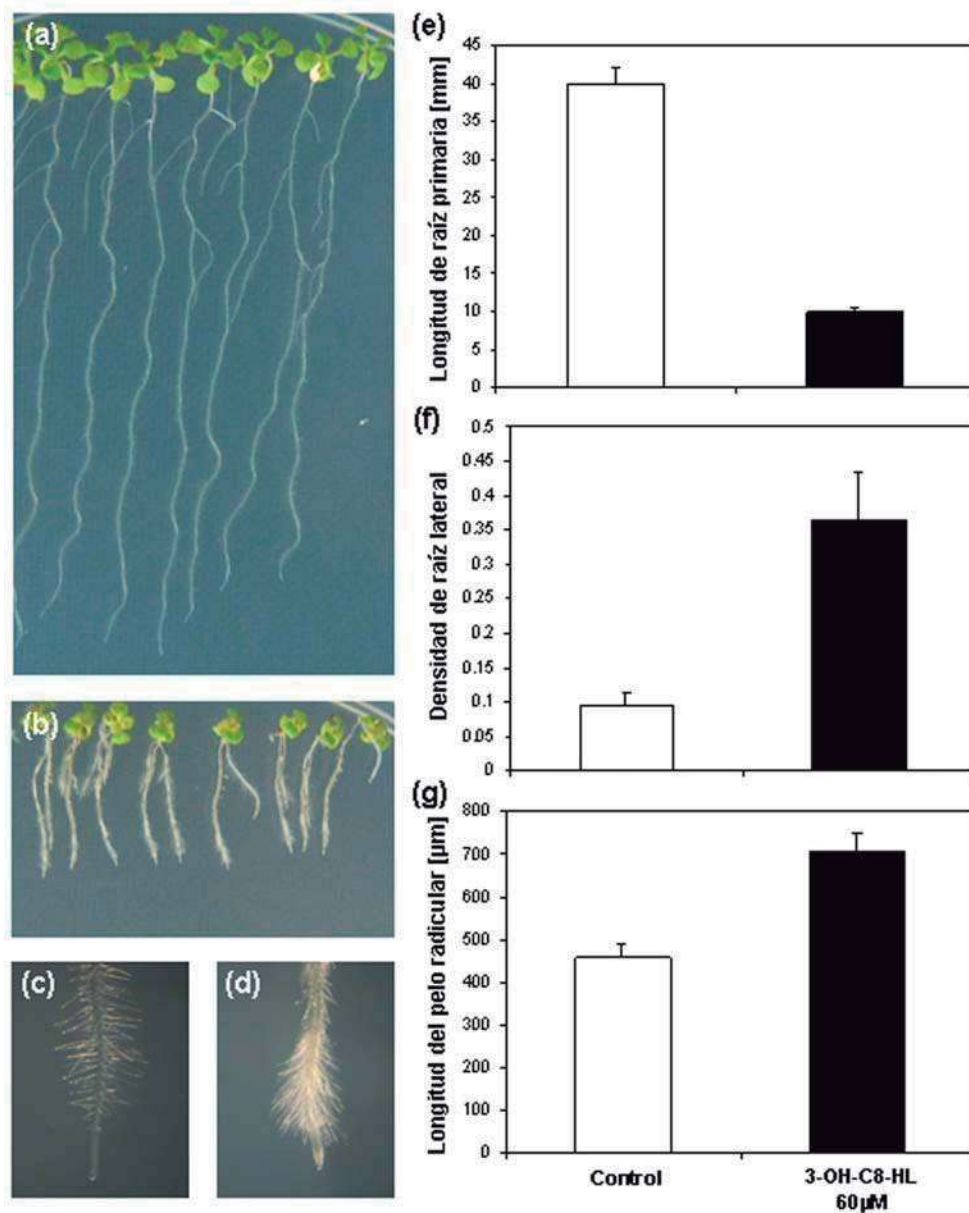 (a)
(b)
(c)
(d)
(e)
Longitud de raíz primaria [mm]
45
40
35
30
25
20
15
10
5
0
(f)
Densidad de raíz lateral
0.5
0.45
0.4
0.35
0.3
0.25
0.2
0.15
0.1
0.05
0
(g)
Longitud del pelo radicular [µm]
800
700
600
500
400
300
200
100
0
Control
3-OH-C8-HL
60µM